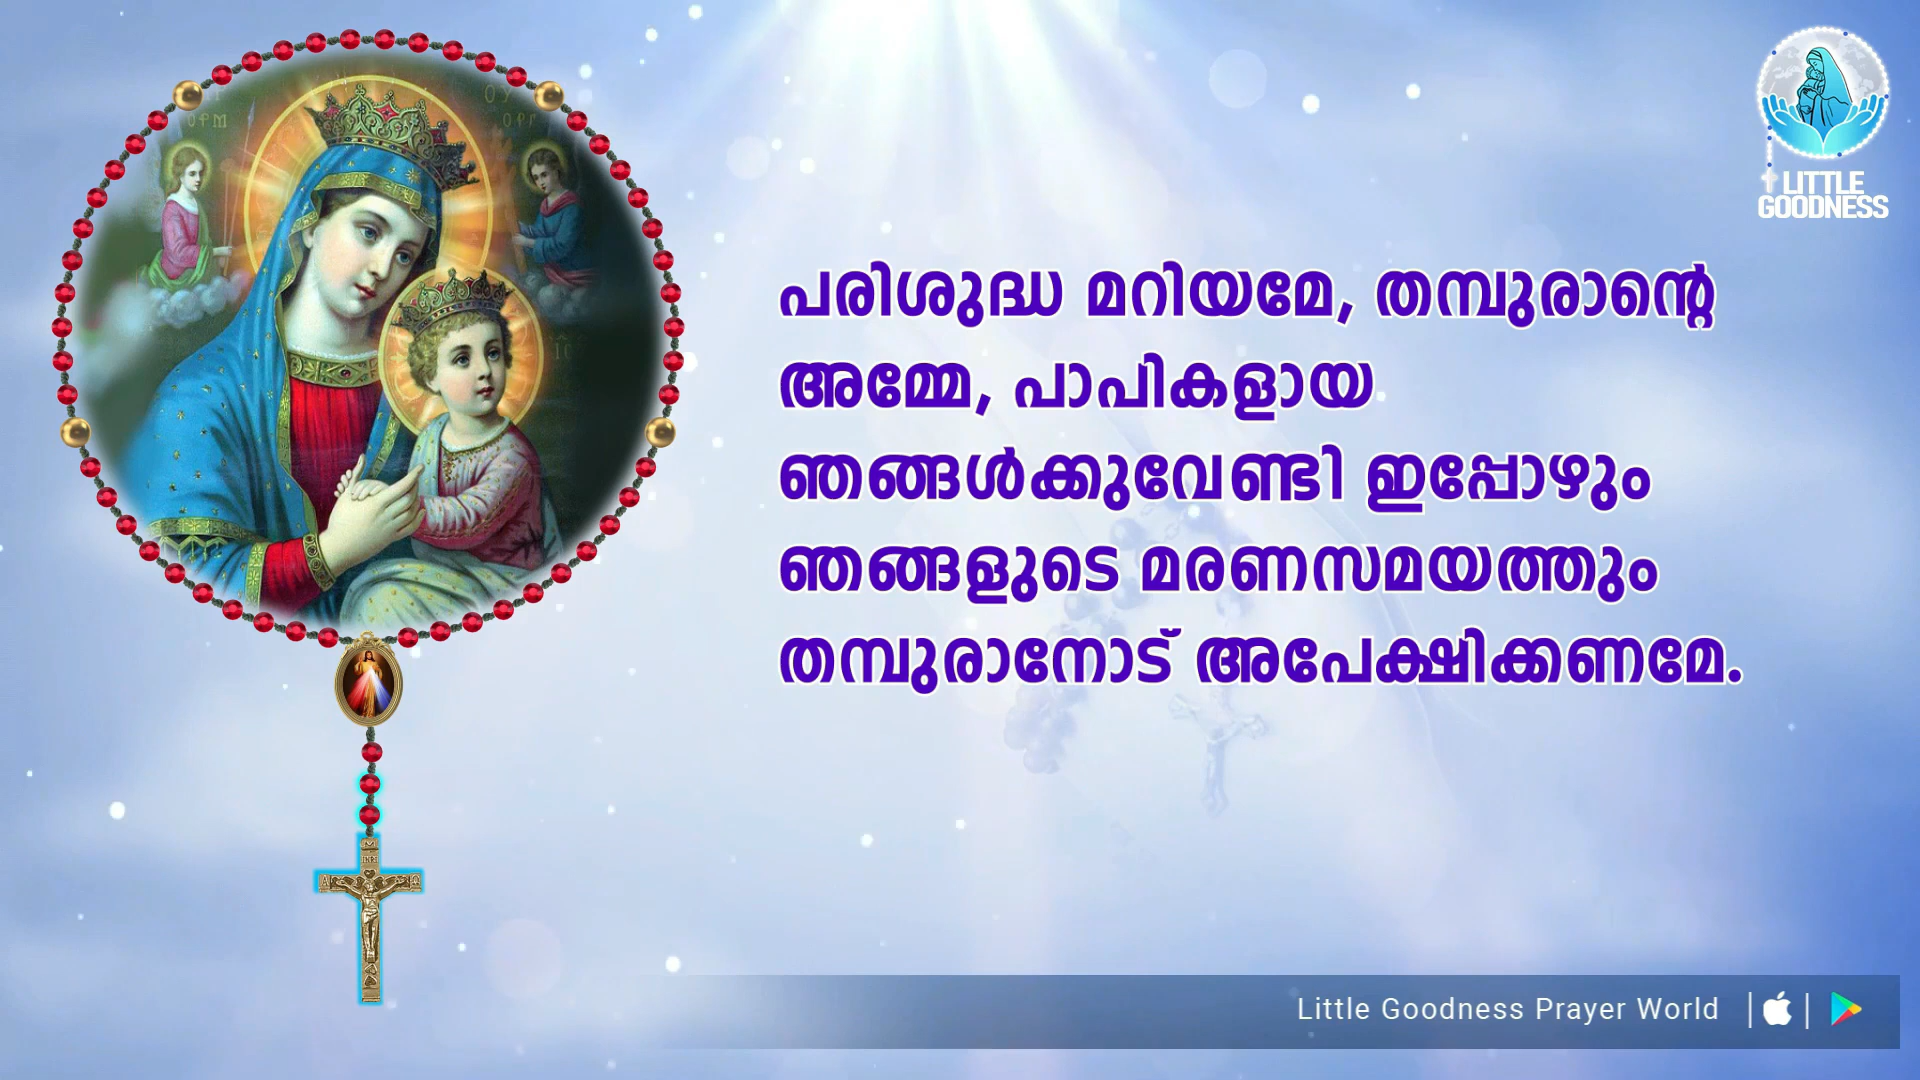 LITTLE
GOODNESS
പരിശുദ്ധ മറിയമേ, തമ്പുരാന്റെ
അമ്മേ, പാപികളായ
ഞങ്ങൾക്കുവേണ്ടി ഇപ്പോഴും
ഞങ്ങളുടെ മരണസമയത്തും
തമ്പുരാനോട് അപേക്ഷിക്കണമേ.
Little Goodness Prayer World